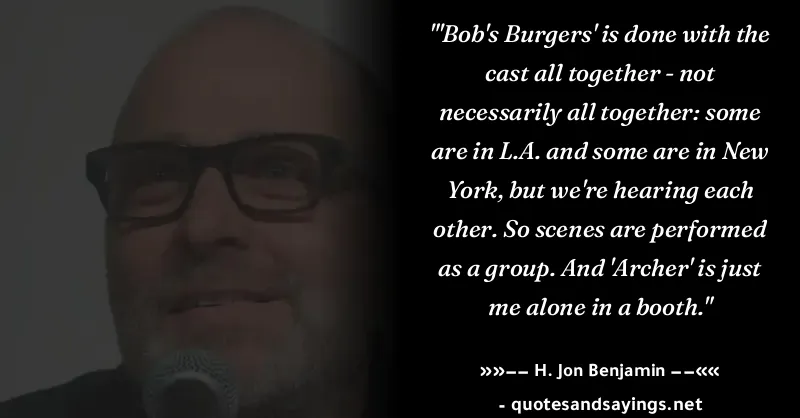 "'Bob's Burgers' is done with the
cast all together - not
necessarily all together: some
are in L.A. and some are in New
York, but we're hearing each
other. So scenes are performed
as a group. And 'Archer' is just
me alone in a booth."
»»–– H. Jon Benjamin ––««
- quotesandsayings.net